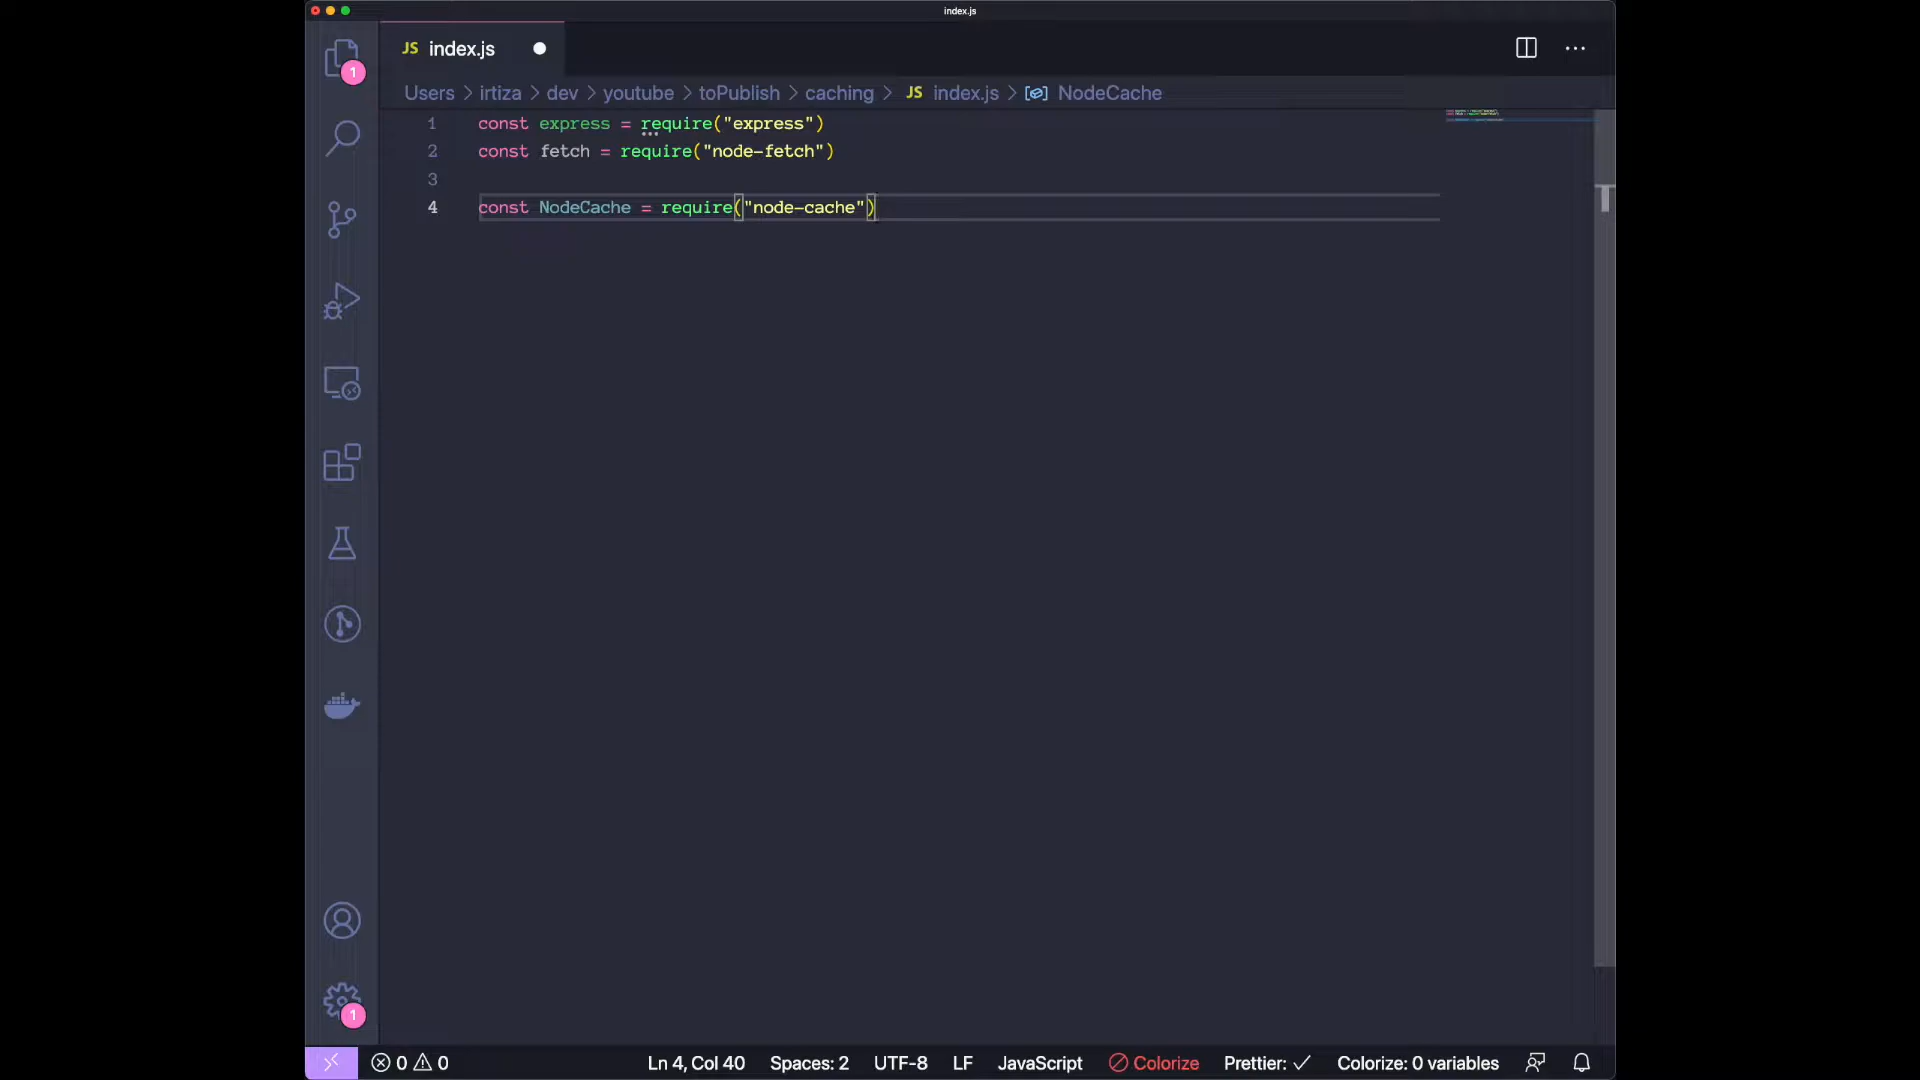 index.js
JS index.js
Users > irtiza > dev > youtube > toPublish > caching > JS index.js > NodeCache
1 const express = require("express")
2 const fetch = require("node-fetch")
3
4 const NodeCache = require("node-cache")
1
1
0 0 Ln 4, Col 40 Spaces: 2 UTF-8 LF JavaScript Colorize Prettier: ✓ Colorize: 0 variables